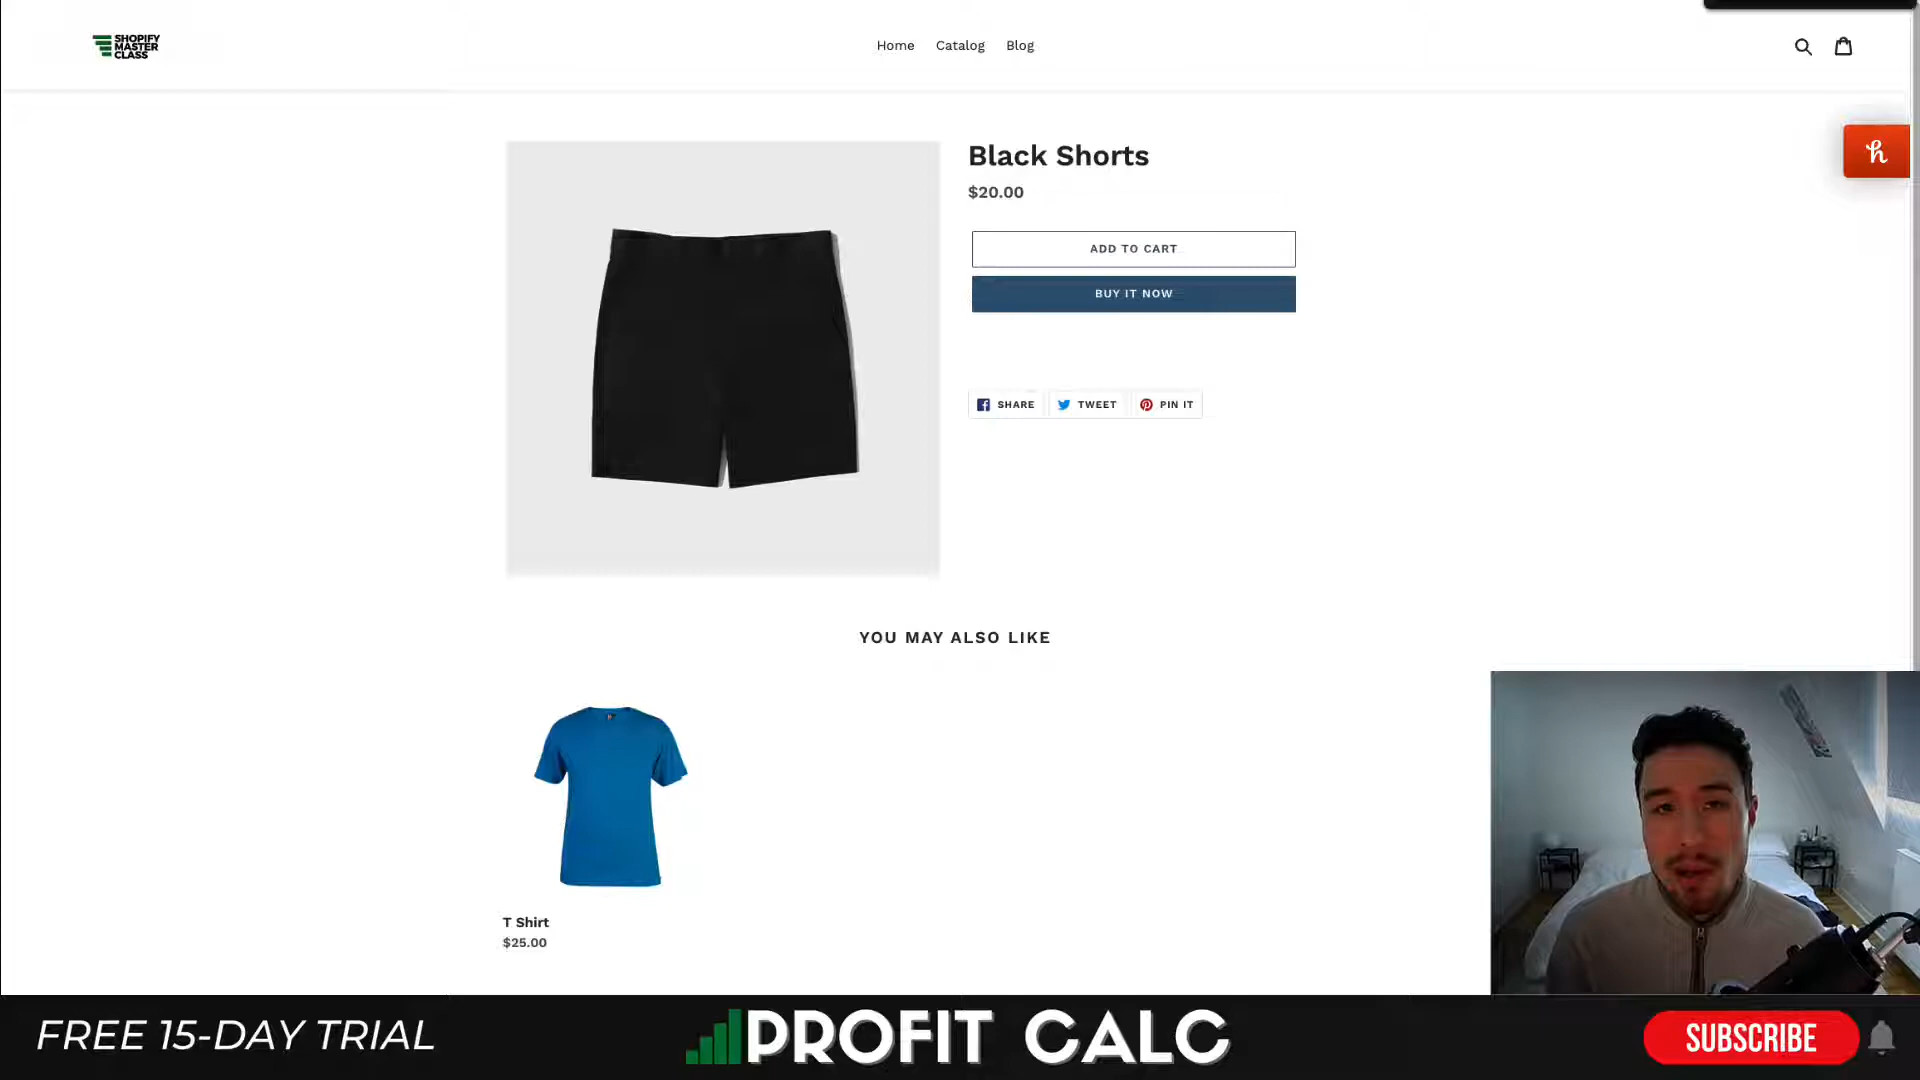 SHOPIFY
MASTER
CLASS
Home Catalog Blog
h
Black Shorts
$20.00
ADD TO CART
BUY IT NOW
SHARE TWEET PIN IT
YOU MAY ALSO LIKE
T Shirt
$25.00
FREE 15-DAY TRIAL
PROFIT CALC
SUBSCRIBE